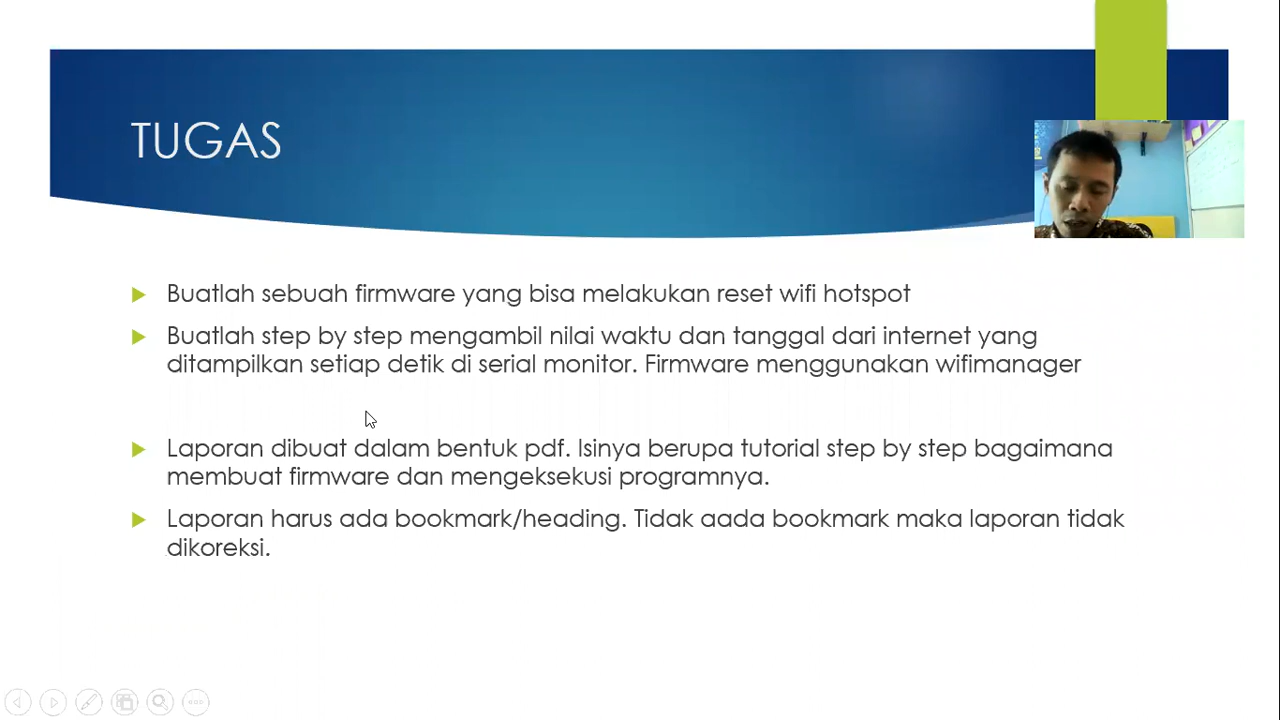 TUGAS
Buatlah sebuah firmware yang bisa melakukan reset wifi hotspot
Buatlah step by step mengambil nilai waktu dan tanggal dari internet yang
ditampilkan setiap detik di serial monitor. Firmware menggunakan wifimanager
Laporan dibuat dalam bentuk pdf. Isinya berupa tutorial step by step bagaimana
membuat firmware dan mengeksekusi programnya.
Laporan harus ada bookmark/heading. Tidak aada bookmark maka laporan tidak
dikoreksi.